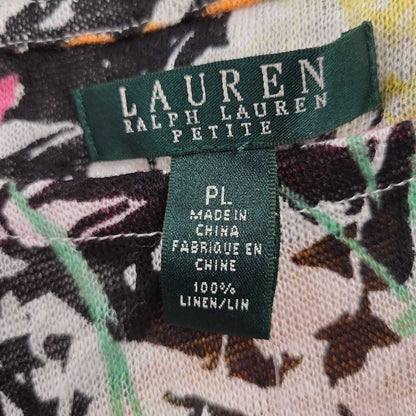 LAUREN
RALPH LAUREN
PETITE
PL
MADE IN
CHINA
FABRIQUE EN
CHINE
100%
LINEN/LIN